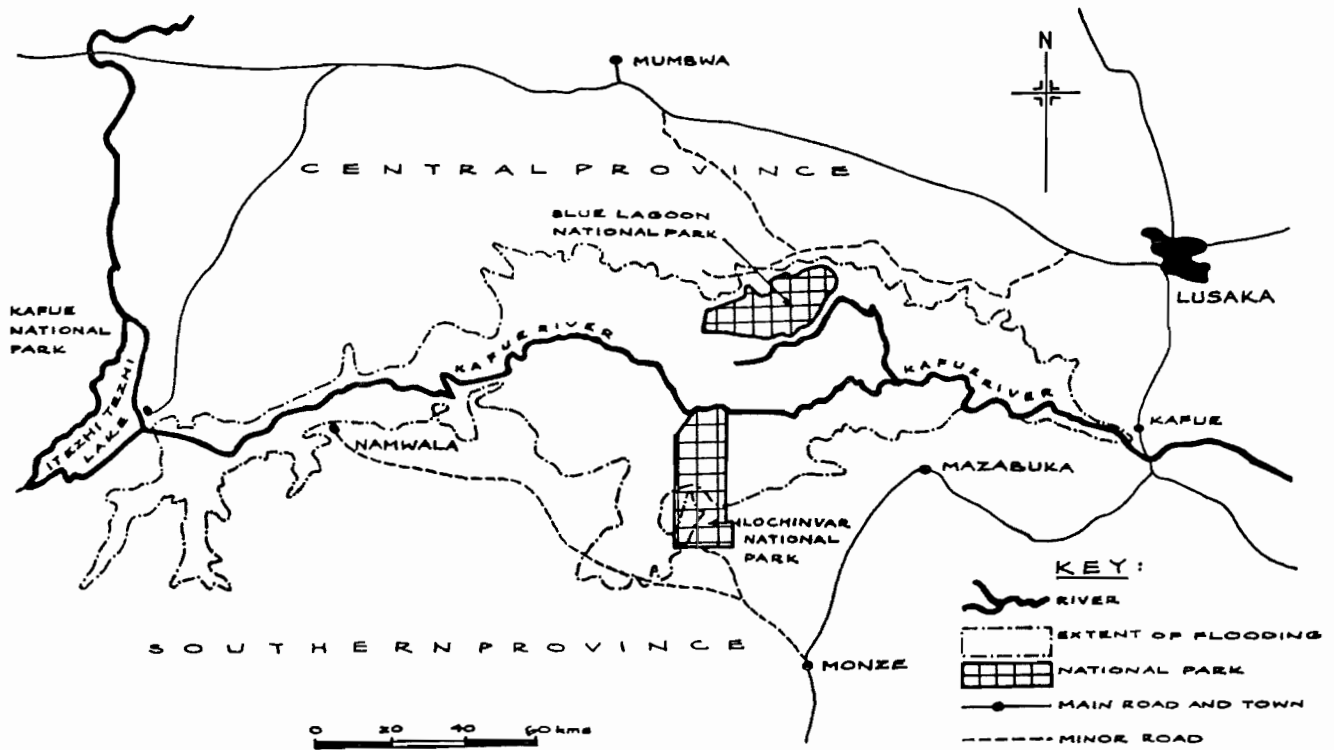 N
MUMBWA
CENTRAL PROVINCE
BLUE LAGOON
NATIONAL PARK
LUSAKA
KAFUE
NATIONAL
PARK
KAFUE RIVER
KAFUE RIVER
ITEZHI TEZHI
LAKE
KAFUE
NAMWALA
MAZABUKA
LOCHINVAR
NATIONAL
PARK
KEY:
RIVER
EXTENT OF FLOODING
SOUTHERN PROVINCE
MONZE
NATIONAL PARK
MAIN ROAD AND TOWN
0 20 40 60 kms
MINOR ROAD